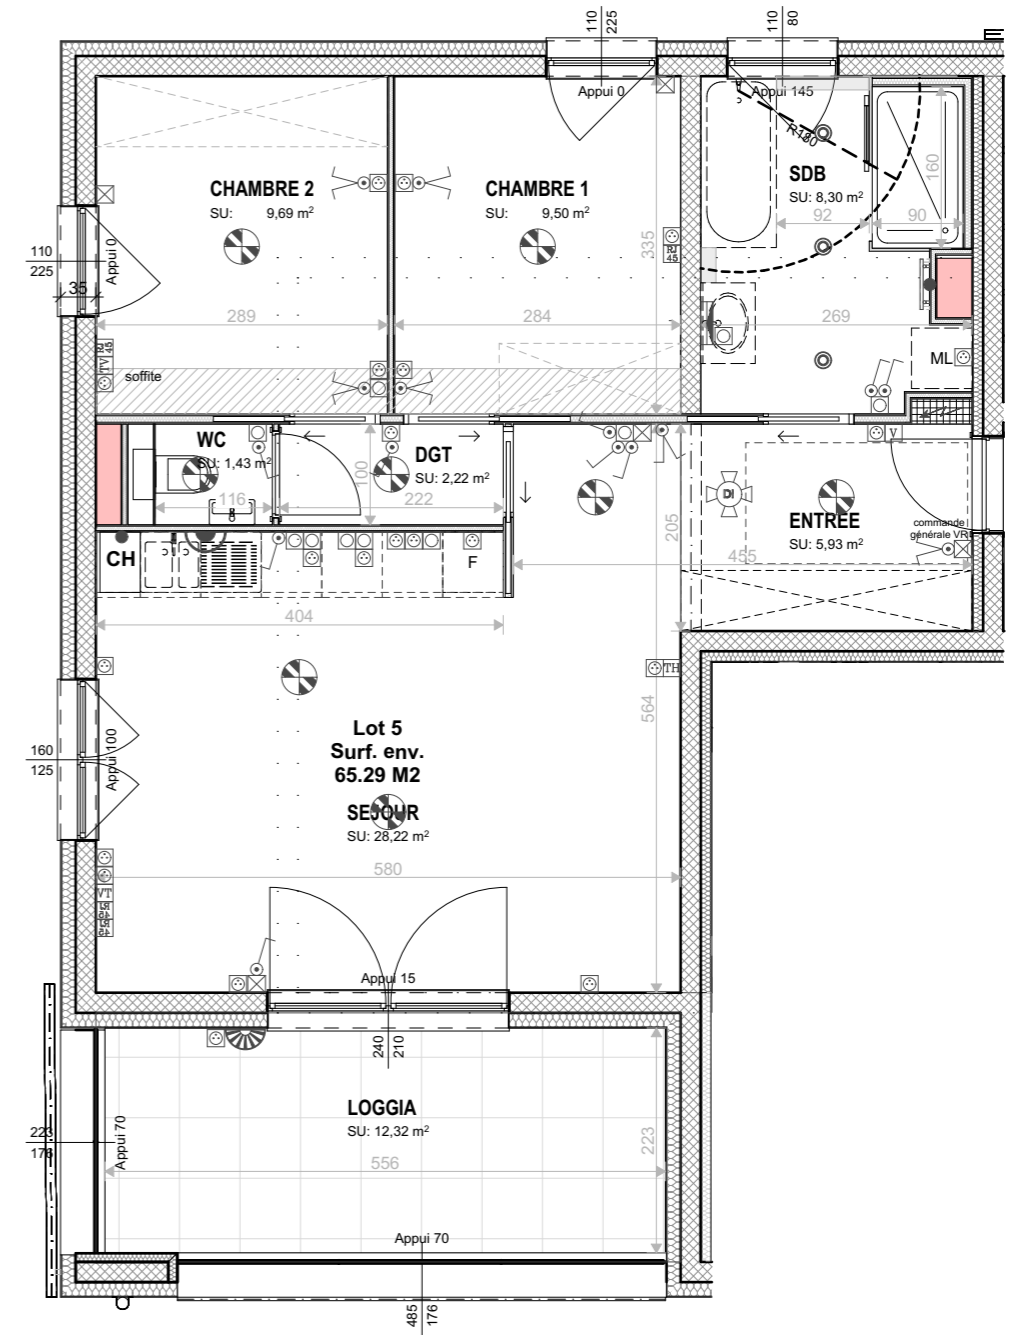 110
225
110
80
Appui 0
Appui 145
R180
CHAMBRE 2
SU: 9,69 m²
CHAMBRE 1
SU: 9,50 m²
SDB
SU: 8,30 m²
160
92
90
335
RJ
45
110
225
Appui 0
35
289
284
269
RJ
45
TV
soffite
ML
WC
SU: 1,43 m²
DGT
SU: 2,22 m²
V
100
116
222
DI
ENTREE
SU: 5,93 m²
commande
générale VR
205
455
CH
F
404
TH
564
160
125
Appui 100
Lot 5
Surf. env.
65.29 M2
SEJOUR
SU: 28,22 m²
580
TV
RJ 45
RJ 45
Appui 15
240
210
LOGGIA
SU: 12,32 m²
223
223
176
Appui 70
556
Appui 70
485
176